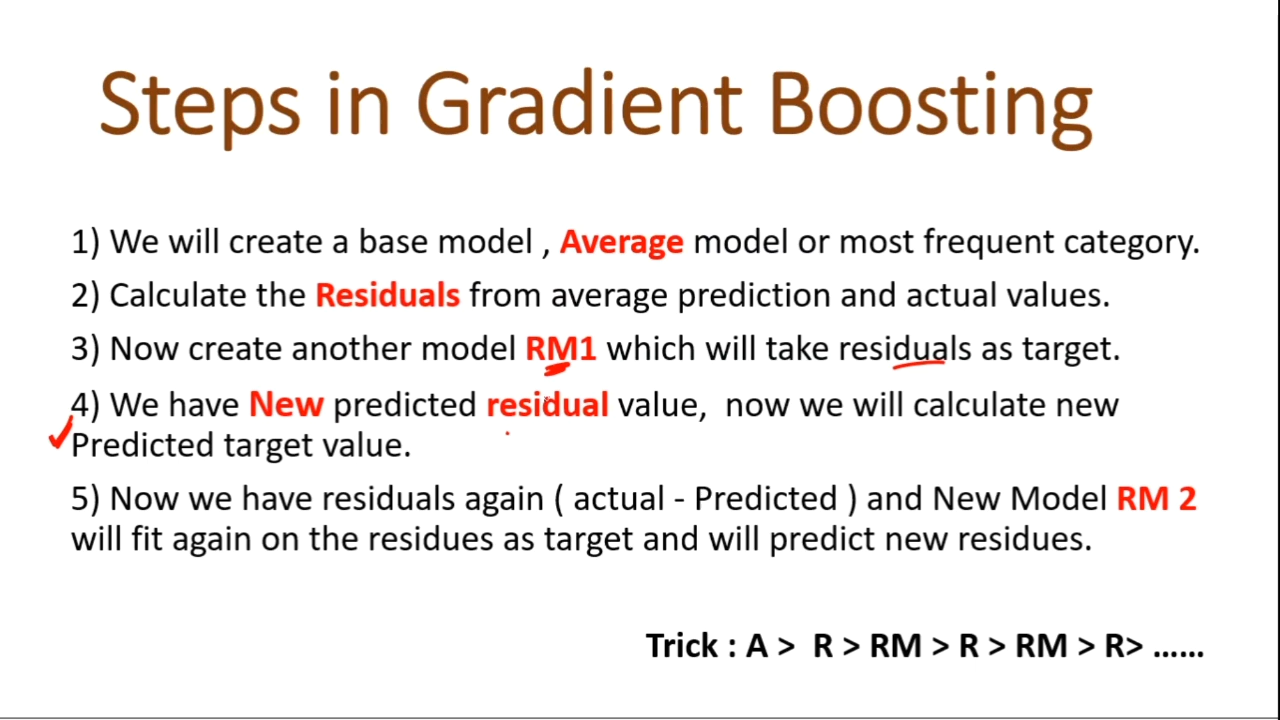 Steps in Gradient Boosting
1) We will create a base model , Average model or most frequent category.
2) Calculate the Residuals from average prediction and actual values.
3) Now create another model RM1 which will take residuals as target.
4) We have New predicted residual value, now we will calculate new
Predicted target value.
5) Now we have residuals again ( actual - Predicted ) and New Model RM 2
will fit again on the residues as target and will predict new residues.
Trick : A > R > RM > R > RM > R> ......